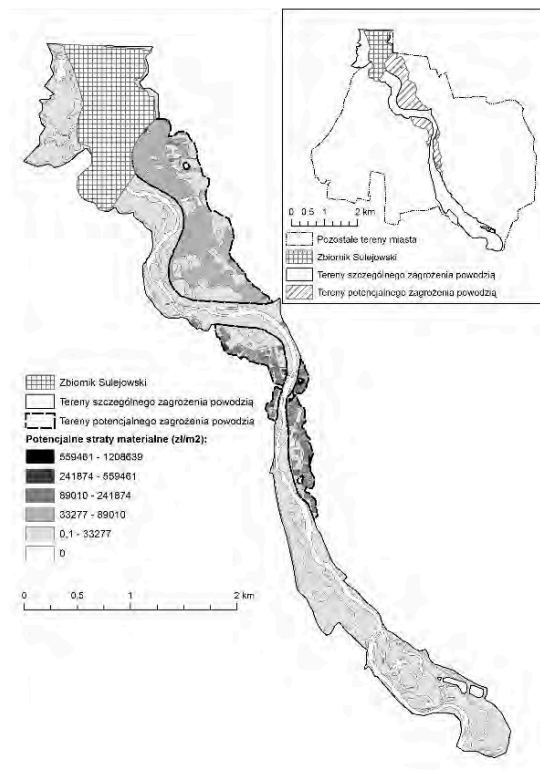 0 0.5 1 2 km
Pozostałe tereny miasta
Zbiornik Sulejowski
Tereny szczególnego zagrożenia powodzią
Tereny potencjalnego zagrożenia powodzią
Zbiornik Sulejowski
Tereny szczególnego zagrożenia powodzią
Tereny potencjalnego zagrożenia powodzią
Potencjalne straty materialne (zł/m2):
559461 - 1208639
241874 - 559461
89010 - 241874
33277 - 89010
0,1 - 33277
0
0 0,5 1 2 km